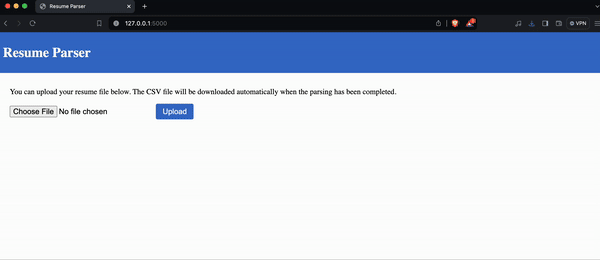 Resume Parser
127.0.0.1:5000
VPN
Resume Parser
You can upload your resume file below. The CSV file will be downloaded automatically when the parsing has been completed.
Choose File No file chosen Upload